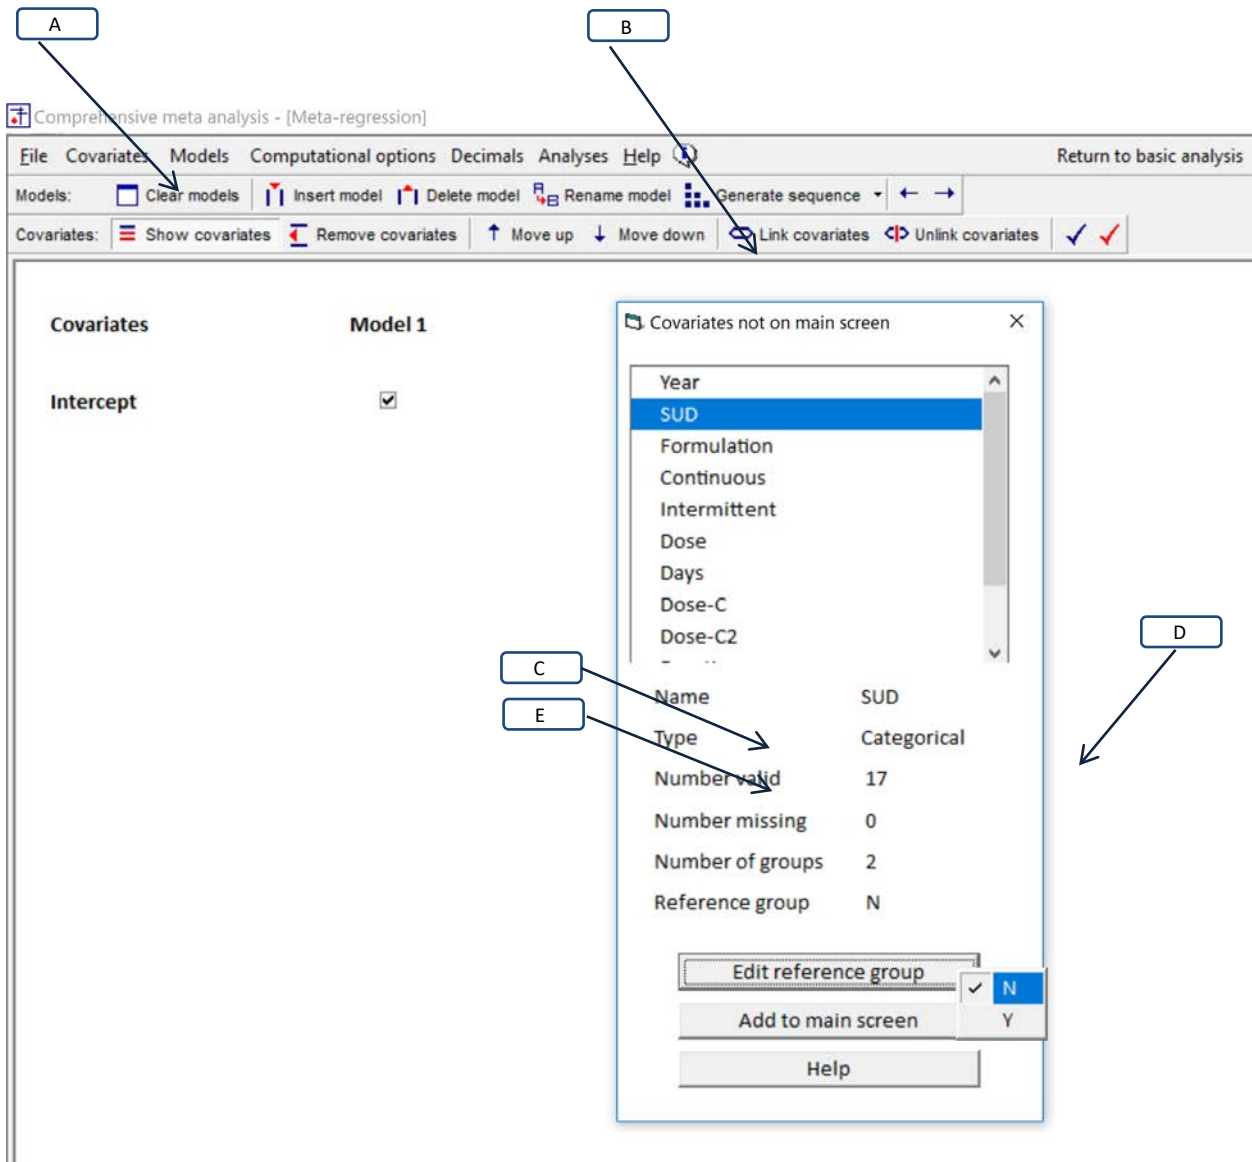 A
B
Comprehensive meta analysis - [Meta-regression]
File Covariates Models Computational options Decimals Analyses Help Return to basic analysis
Models: Clear models Insert model Delete model Rename model Generate sequence
Covariates: Show covariates Remove covariates Move up Move down Link covariates Unlink covariates
Covariates Model 1
Intercept
Covariates not on main screen
Year
SUD
Formulation
Continuous
Intermittent
Dose
Days
Dose-C
Dose-C2
D
C
E
Name SUD
Type Categorical
Number valid 17
Number missing 0
Number of groups 2
Reference group N
Edit reference group
N
Add to main screen
Y
Help